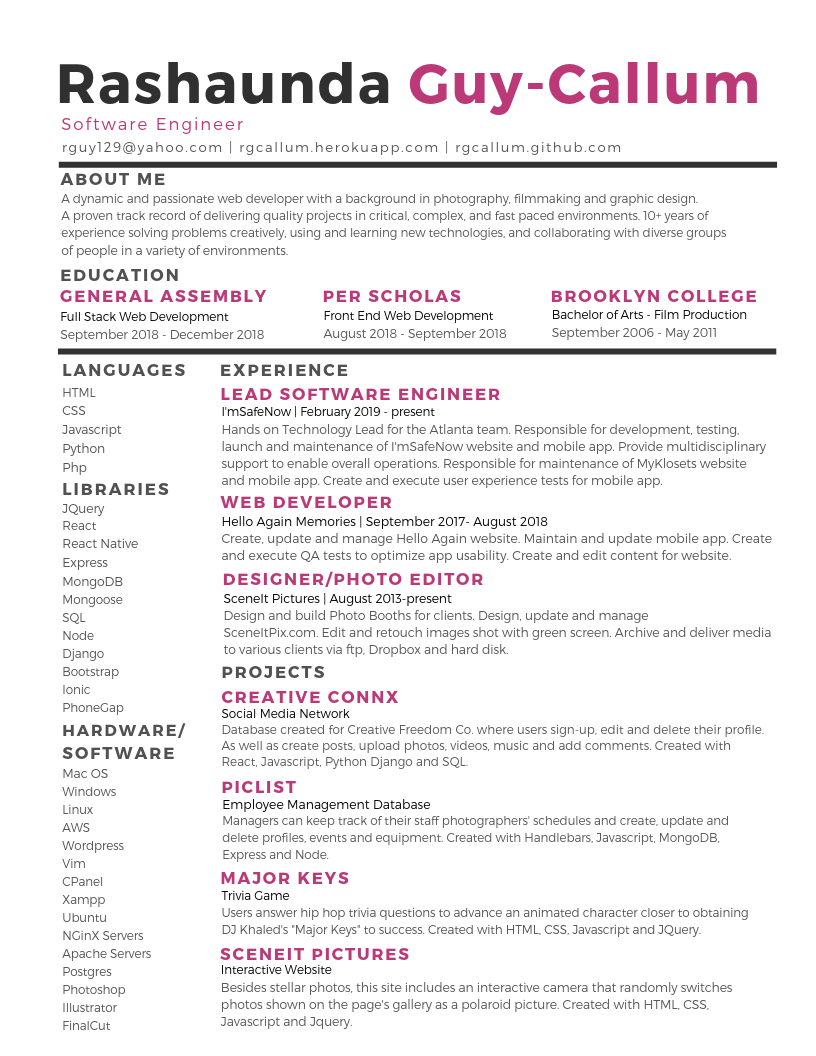 Rashaunda Guy-Callum
Software Engineer
rguy129@yahoo.com | rgcallum.herokuapp.com | rgcallum.github.com
ABOUT ME
A dynamic and passionate web developer with a background in photography, filmmaking and graphic design.
A proven track record of delivering quality projects in critical, complex, and fast paced environments. 10+ years of
experience solving problems creatively, using and learning new technologies, and collaborating with diverse groups
of people in a variety of environments.
EDUCATION
GENERAL ASSEMBLY
Full Stack Web Development
September 2018 - December 2018
PER SCHOLAS
Front End Web Development
August 2018 - September 2018
BROOKLYN COLLEGE
Bachelor of Arts - Film Production
September 2006 - May 2011
LANGUAGES
HTML
CSS
Javascript
Python
Php
LIBRARIES
JQuery
React
React Native
Express
MongoDB
Mongoose
SQL
Node
Django
Bootstrap
Ionic
PhoneGap
HARDWARE/
SOFTWARE
Mac OS
Windows
Linux
AWS
Wordpress
Vim
CPanel
Xampp
Ubuntu
NGinX Servers
Apache Servers
Postgres
Photoshop
Illustrator
FinalCut
EXPERIENCE
LEAD SOFTWARE ENGINEER
I'mSafeNow | February 2019 - present
Hands on Technology Lead for the Atlanta team. Responsible for development, testing,
launch and maintenance of I'mSafeNow website and mobile app. Provide multidisciplinary
support to enable overall operations. Responsible for maintenance of MyKlosets website
and mobile app. Create and execute user experience tests for mobile app.
WEB DEVELOPER
Hello Again Memories | September 2017- August 2018
Create, update and manage Hello Again website. Maintain and update mobile app. Create
and execute QA tests to optimize app usability. Create and edit content for website.
DESIGNER/PHOTO EDITOR
SceneIt Pictures | August 2013-present
Design and build Photo Booths for clients. Design, update and manage
SceneItPix.com. Edit and retouch images shot with green screen. Archive and deliver media
to various clients via ftp, Dropbox and hard disk.
PROJECTS
CREATIVE CONNX
Social Media Network
Database created for Creative Freedom Co. where users sign-up, edit and delete their profile.
As well as create posts, upload photos, videos, music and add comments. Created with
React, Javascript, Python Django and SQL.
PICLIST
Employee Management Database
Managers can keep track of their staff photographers' schedules and create, update and
delete profiles, events and equipment. Created with Handlebars, Javascript, MongoDB,
Express and Node.
MAJOR KEYS
Trivia Game
Users answer hip hop trivia questions to advance an animated character closer to obtaining
DJ Khaled's "Major Keys" to success. Created with HTML, CSS, Javascript and JQuery.
SCENEIT PICTURES
Interactive Website
Besides stellar photos, this site includes an interactive camera that randomly switches
photos shown on the page's gallery as a polaroid picture. Created with HTML, CSS,
Javascript and Jquery.